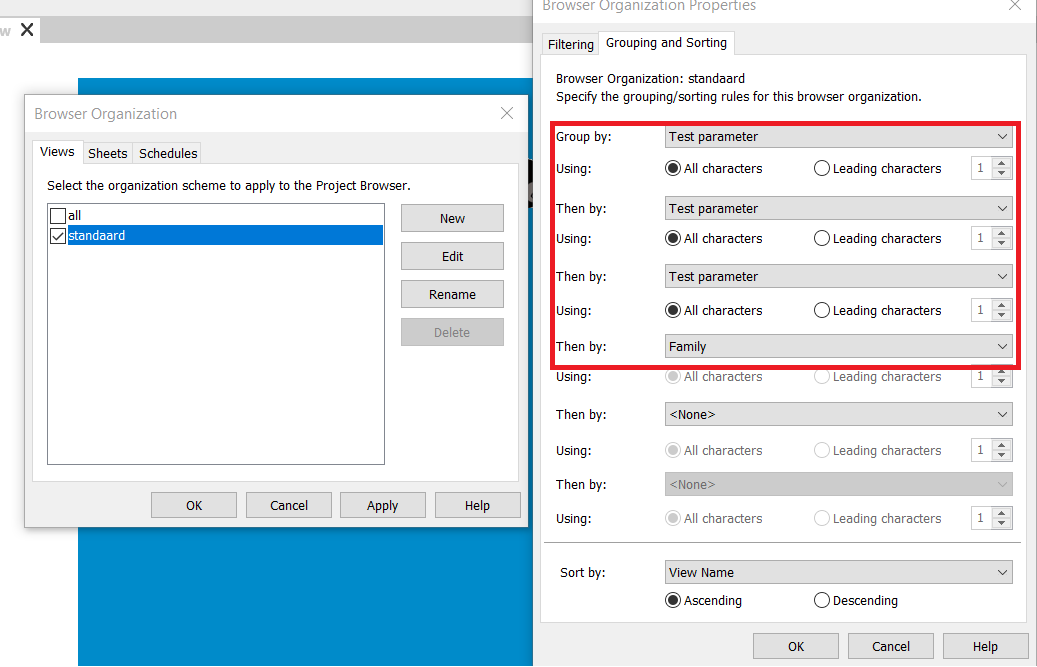 w
Browser Organization
Views Sheets Schedules
Select the organization scheme to apply to the Project Browser.
all
standaard
New
Edit
Rename
Delete
OK Cancel Apply Help
Browser Organization Properties
Filtering Grouping and Sorting
Browser Organization: standaard
Specify the grouping/sorting rules for this browser organization.
Group by: Test parameter
Using: All characters Leading characters 1
Then by: Test parameter
Using: All characters Leading characters 1
Then by: Test parameter
Using: All characters Leading characters 1
Then by: Family
Using: All characters Leading characters 1
Then by: <None>
Using: All characters Leading characters 1
Then by: <None>
Using: All characters Leading characters 1
Sort by: View Name
Ascending Descending
OK Cancel Help